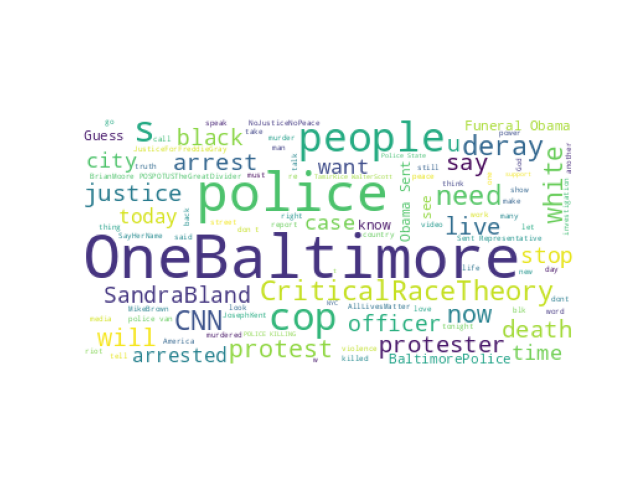 go
speak
NoJusticeNoPeace
Funeral Obama
power
Guess
s
call
take
murder
people
u
deray
another
black
JusticeForFreddieGray
man
talk
Police State
God
city
truth
arrest
want
still
say
White
BrianMoore POSPOTUSTheGreatDivider
re
Obama Sent
think
support
justice
must
police
need
one
show
investigation
today
back
right
case
know
see
make
thing
street
don t
report
country
video
live
work
many
let
stop
SayHerName
said
OneBaltimore
Sent Representative
life
new
day
SandraBland
CriticalRaceTheory
dont
MikeBrown
look
NYC
AllLivesMatter
love
now
blk
word
media
police van
CNN
JosephKent
cop
officer
tonight
death
will
America
murdered
POLICE KILLING
protester
riot
tell
arrested
protest
w
violence
killed
BaltimorePolice
time